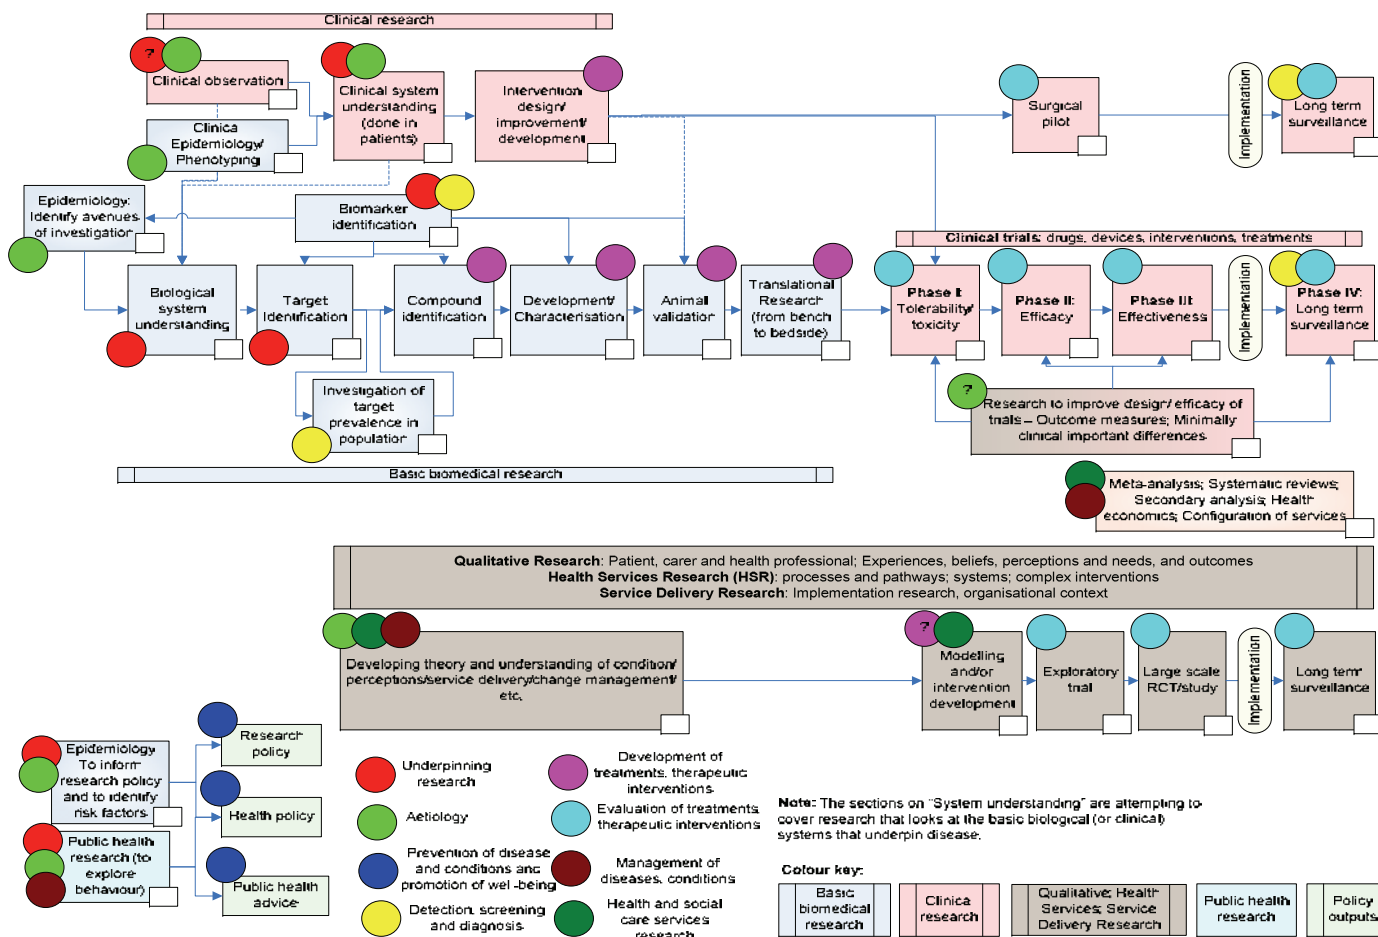 Clinical research
?
Clinical observation
Clinical system
understanding
(done in
patients)
Intervention
design/
improvement/
development
Surgical
pilot
Implementation
Long term
surveillance
Clinica
Epidemiology/
Phenotyping
Epidemiology:
Identify avenues
of investigation
Biomarker
identification
Clinical trials: drugs, devices, interventions, treatments
Biological
system
understanding
Target
Identification
Compound
identification
Development/
Characterisation
Animal
validation
Translational
Research
(from bench
to bedside)
Phase I:
Tolerability/
toxicity
Phase II:
Efficacy
Phase III:
Effectiveness
Implementation
Phase IV:
Long term
surveillance
Investigation of
target
prevalence in
population
?
Research to improve design/ efficacy of
trials – Outcome measures; Minimally
clinical important differences
Basic biomedical research
Meta-analysis; Systematic reviews;
Secondary analysis; Health
economics; Configuration of services
Qualitative Research: Patient, carer and health professional; Experiences, beliefs, perceptions and needs, and outcomes
Health Services Research (HSR): processes and pathways; systems; complex interventions
Service Delivery Research: Implementation research, organisational context
Developing theory and understanding of condition/
perceptions/service delivery/change management/
etc.
?
Modelling
and/or
intervention
development
Exploratory
trial
Large scale
RCT/study
Implementation
Long term
surveillance
Epidemiology
To inform
research policy
and to identify
risk factors
Research
policy
Health policy
Public health
research (to
explore
behaviour)
Public health
advice
Underpinning
research
Aetiology
Prevention of disease
and conditions and
promotion of well-being
Detection, screening
and diagnosis
Development of
treatments, therapeutic
interventions
Evaluation of treatments,
therapeutic interventions
Management of
diseases, conditions
Health and social
care services
research
Note: The sections on "System understanding" are attempting to
cover research that looks at the basic biological (or clinical)
systems that underpin disease.
Colour key:
Basic
biomedical
research
Clinica
research
Qualitative; Health
Services; Service
Delivery Research
Public health
research
Policy
outputs